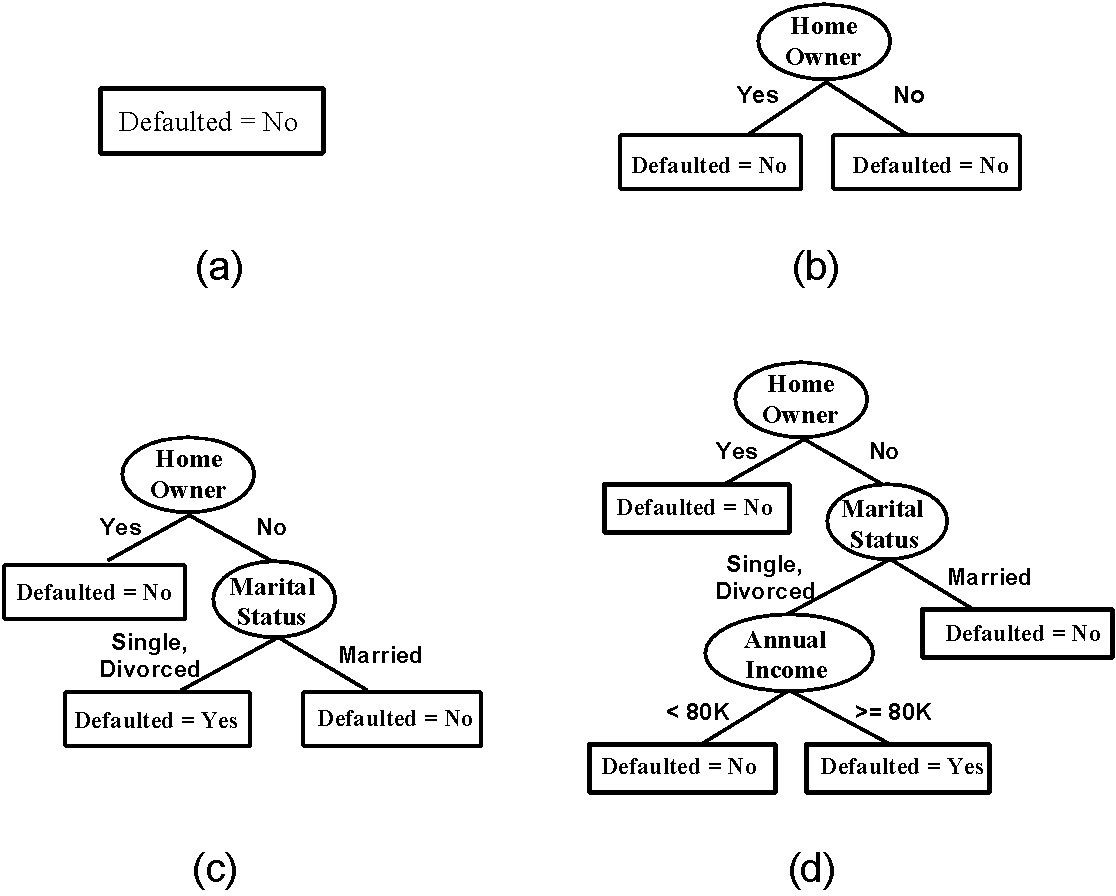 Defaulted = No
(a)
Home
Owner
Yes
No
Defaulted = No
Defaulted = No
(b)
Home
Owner
Yes
No
Defaulted = No
Marital
Status
Single,
Divorced
Married
Defaulted = Yes
Defaulted = No
(c)
Home
Owner
Yes
No
Defaulted = No
Marital
Status
Single,
Divorced
Married
Annual
Income
Defaulted = No
< 80K
>= 80K
Defaulted = No
Defaulted = Yes
(d)